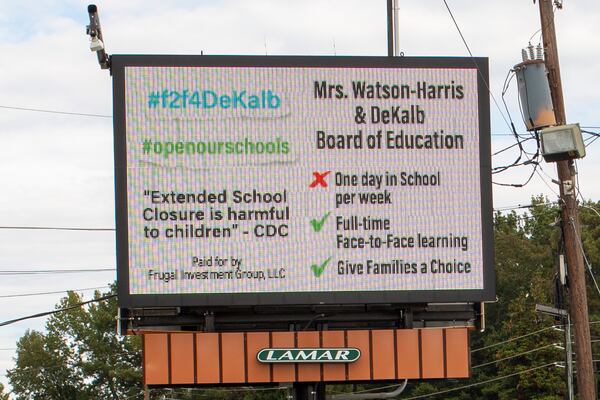 #f2f4DeKalb
#openourschools
"Extended School
Closure is harmful
to children" - CDC
Paid for by
Frugal Investment Group, LLC
Mrs. Watson-Harris
& DeKalb
Board of Education
One day in School
per week
Full-time
Face-to-Face learning
Give Families a Choice
LAMAR